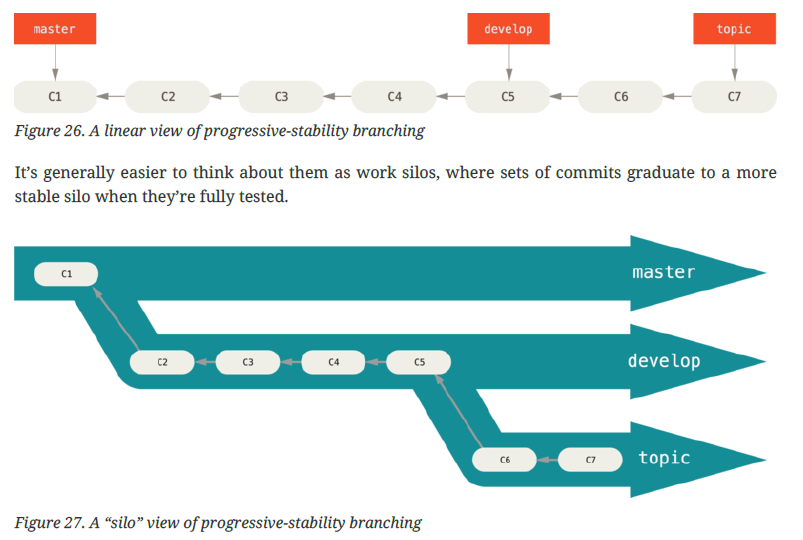 master develop topic
C1 C2 C3 C4 C5 C6 C7
Figure 26. A linear view of progressive-stability branching
It’s generally easier to think about them as work silos, where sets of commits graduate to a more
stable silo when they’re fully tested.
C1 master
C2 C3 C4 C5 develop
C6 C7 topic
Figure 27. A “silo” view of progressive-stability branching